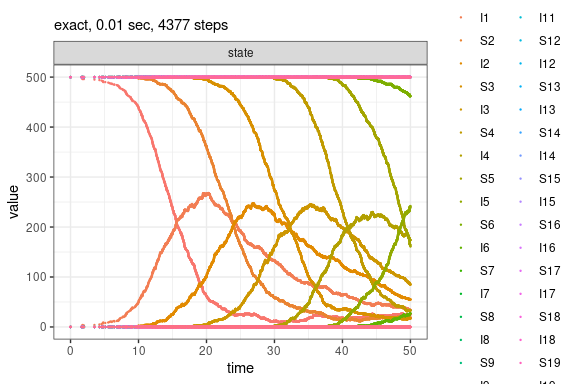 exact, 0.01 sec, 4377 steps
state
500
400
300
200
100
0
value
0 10 20 30 40 50
time
I1 I11
S2 S12
I2 I12
S3 S13
I3 I13
S4 S14
I4 I14
S5 S15
I5 I15
S6 S16
I6 I16
S7 S17
I7 I17
S8 S18
I8 I18
S9 S19